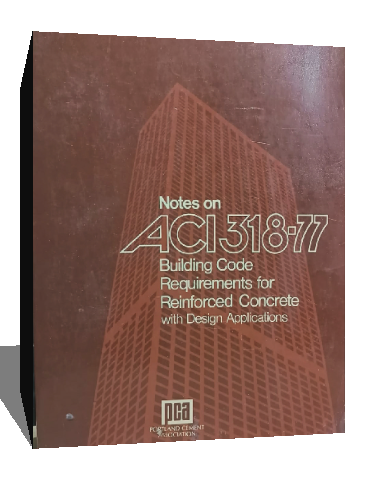 Notes on
ACI 318-77
Building Code
Requirements for
Reinforced Concrete
with Design Applications
pca
PORTLAND CEMENT
ASSOCIATION